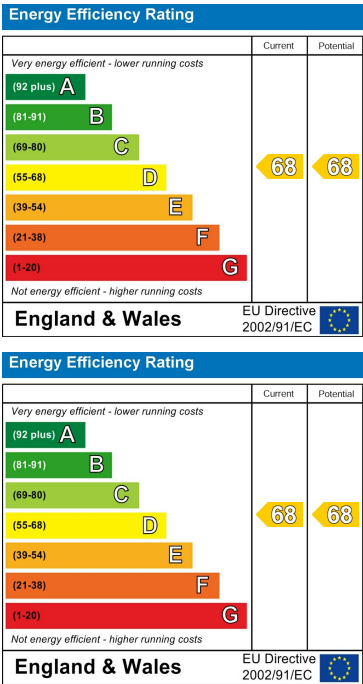 Energy Efficiency Rating
Current Potential
Very energy efficient - lower running costs
(92 plus) A
(81-91) B
(69-80) C
(55-68) D
68 68
(39-54) E
(21-38) F
(1-20) G
Not energy efficient - higher running costs
England & Wales
EU Directive
2002/91/EC
Energy Efficiency Rating
Current Potential
Very energy efficient - lower running costs
(92 plus) A
(81-91) B
(69-80) C
(55-68) D
68 68
(39-54) E
(21-38) F
(1-20) G
Not energy efficient - higher running costs
England & Wales
EU Directive
2002/91/EC